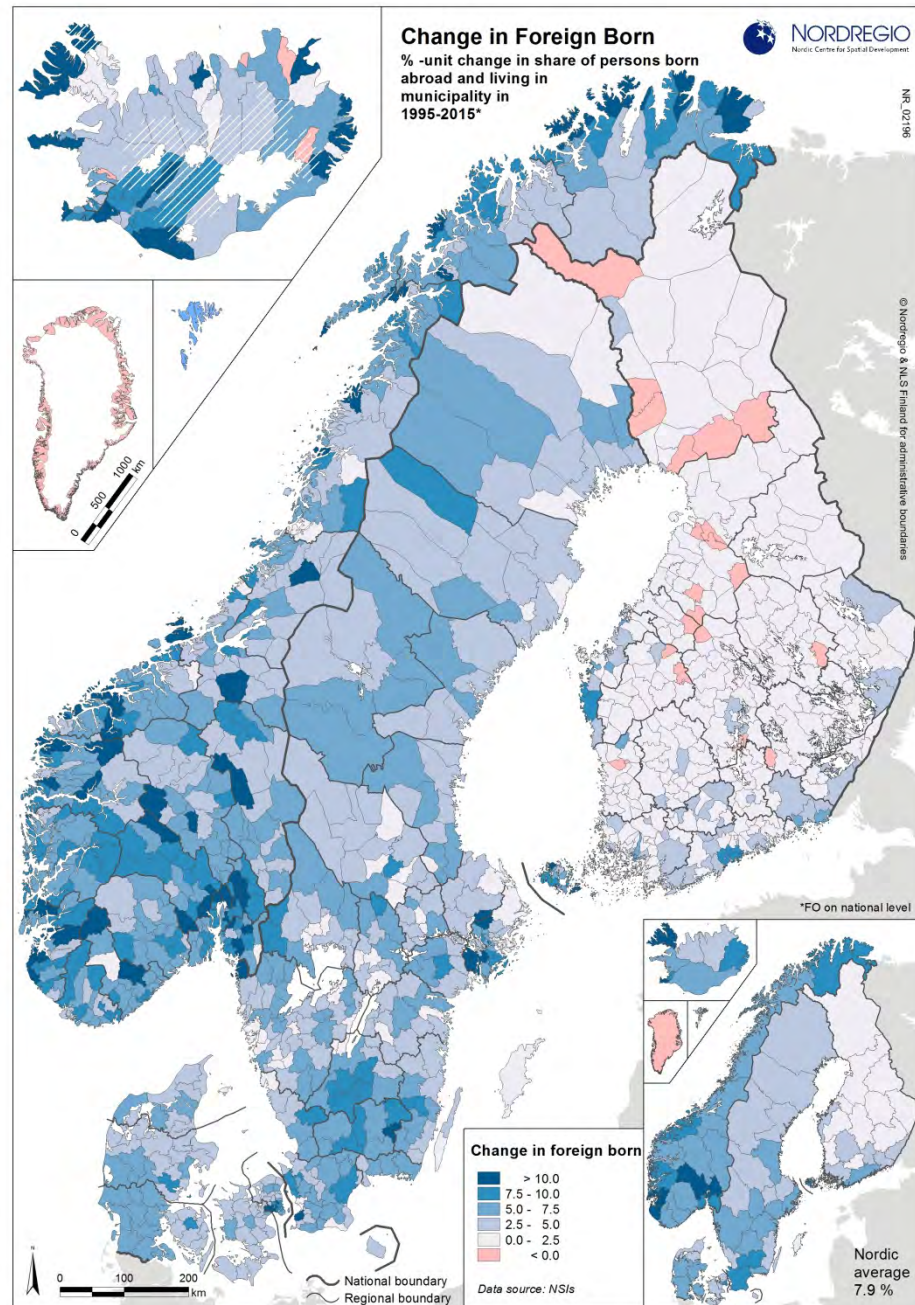 Change in Foreign Born
% -unit change in share of persons born
abroad and living in
municipality in
1995-2015*
NORDREGIO
Nordic Centre for Spatial Development
NR_02196
© Nordregio & NLS Finland for administrative boundaries
0 500 1000
km
*FO on national level
Change in foreign born
> 10.0
7.5 - 10.0
5.0 - 7.5
2.5 - 5.0
0.0 - 2.5
< 0.0
Data source: NSIs
Nordic
average
7.9 %
N
0 100 200
km
National boundary
Regional boundary